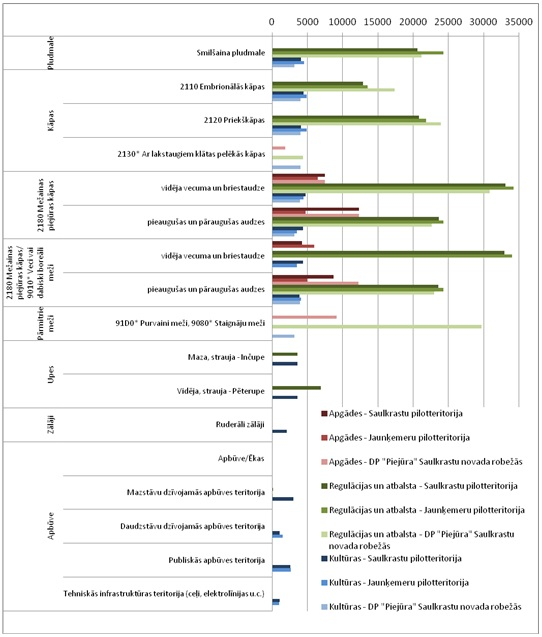 0 5000 10000 15000 20000 25000 30000 35000
Pludmale
Smilšaina pludmale
Kāpas
2110 Embrionālās kāpas
2120 Priekškāpas
2130* Ar lakstaugiem klātas pelēkās kāpas
2180 Mežainas piejūras kāpas
vidēja vecuma un briestaudze
pieaugušas un pāraugušas audzes
2180 Mežainas piejūras kāpas/ 9010* Veci vai dabiski boreāli meži
vidēja vecuma un briestaudze
pieaugušas un pāraugušas audzes
Pārmitrie meži
91D0* Purvaini meži, 9080* Staignāju meži
Upes
Maza, strauja - Inčupe
Vidēja, strauja - Pēterupe
Zālāji
Ruderāli zālāji
Apbūve
Apbūve/Ēkas
Mazstāvu dzīvojamās apbūves teritorija
Daudzstāvu dzīvojamās apbūves teritorija
Publiskās apbūves teritorija
Tehniskās infrastruktūras teritorija (ceļi, elektrolīnijas u.c.)
Apgādes - Saulkrastu pilotteritorija
Apgādes - Jaunķemeru pilotteritorija
Apgādes - DP "Piejūra" Saulkrastu novada robežās
Regulācijas un atbalsta - Saulkrastu pilotteritorija
Regulācijas un atbalsta - Jaunķemeru pilotteritorija
Regulācijas un atbalsta - DP "Piejūra" Saulkrastu
novada robežās
Kultūras - Saulkrastu pilotteritorija
Kultūras - Jaunķemeru pilotteritorija
Kultūras - DP "Piejūra" Saulkrastu novada robežās